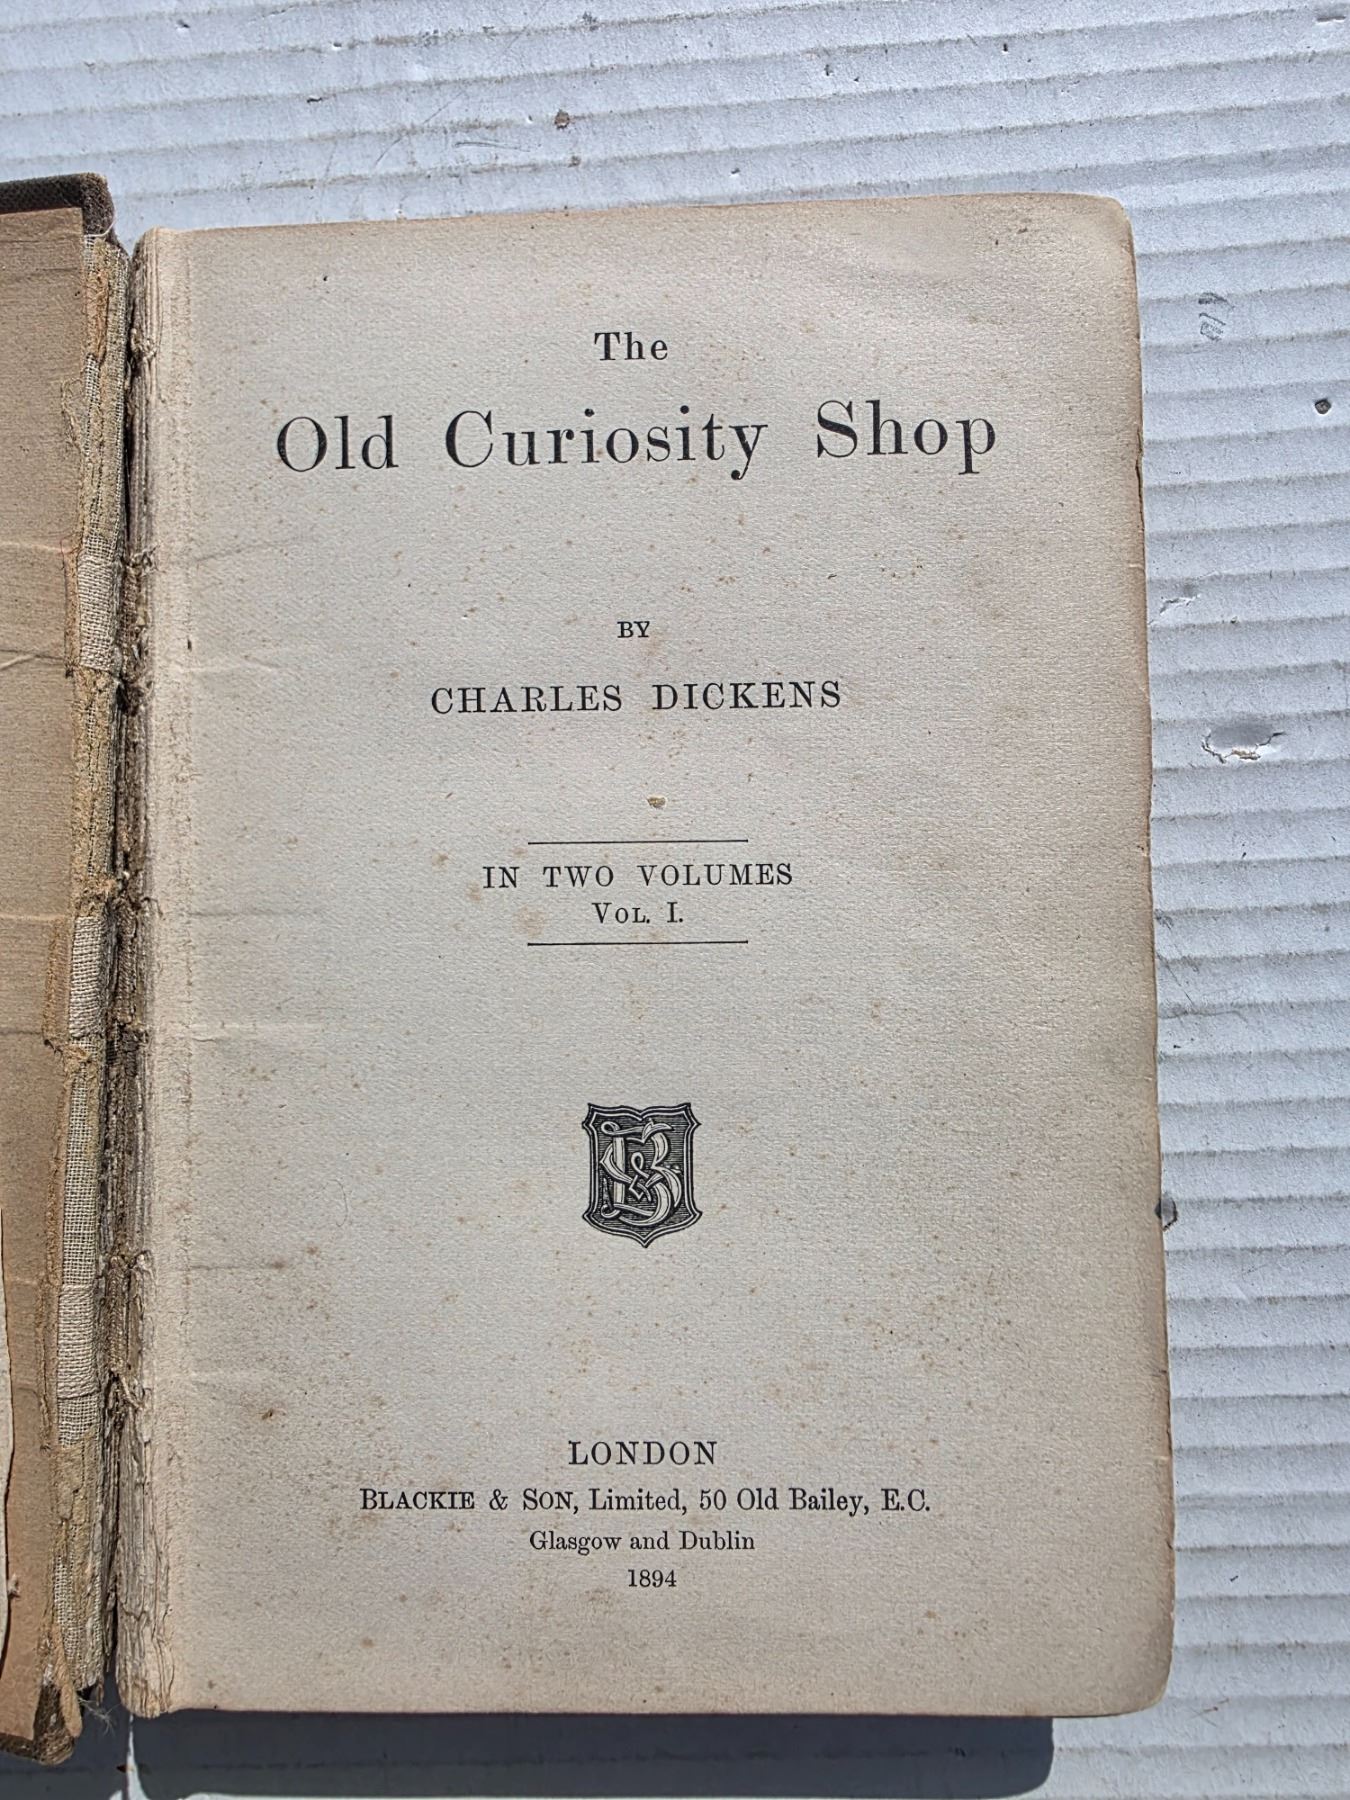 The
Old Curiosity Shop
BY
CHARLES DICKENS
IN TWO VOLUMES
VOL. I.
B&S
LONDON
BLACKIE & SON, Limited, 50 Old Bailey, E.C.
Glasgow and Dublin
1894